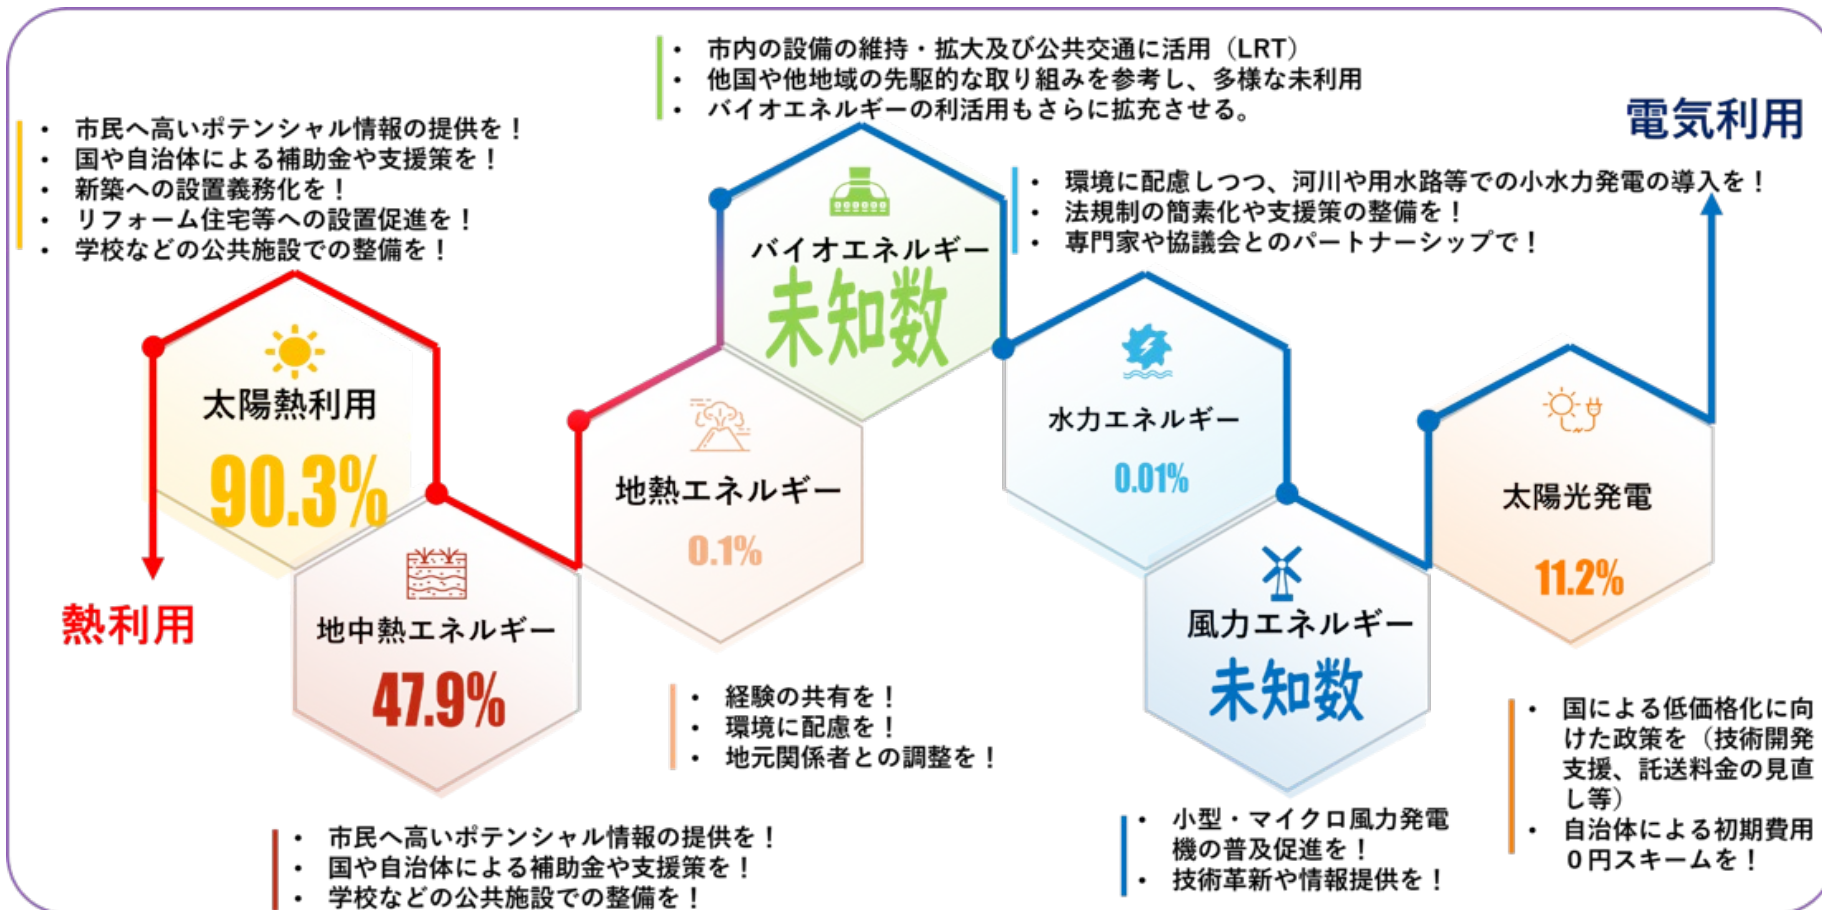 • 市内の設備の維持・拡大及び公共交通に活用（LRT）
• 他国や他地域の先駆的な取り組みを参考し、多様な未利用
• バイオエネルギーの利活用もさらに拡充させる。
電気利用
• 市民へ高いポテンシャル情報の提供を！
• 国や自治体による補助金や支援策を！
• 新築への設置義務化を！
• リフォーム住宅等への設置促進を！
• 学校などの公共施設での整備を！
• 環境に配慮しつつ、河川や用水路等での小水力発電の導入を！
• 法規制の簡素化や支援策の整備を！
• 専門家や協議会とのパートナーシップで！
バイオエネルギー
未知数
太陽熱利用
90.3%
水力エネルギー
0.01%
地熱エネルギー
0.1%
太陽光発電
11.2%
熱利用
地中熱エネルギー
47.9%
風力エネルギー
未知数
• 経験の共有を！
• 環境に配慮を！
• 地元関係者との調整を！
• 国による低価格化に向
けた政策を（技術開発
支援、託送料金の見直
し等）
• 自治体による初期費用
０円スキームを！
• 市民へ高いポテンシャル情報の提供を！
• 国や自治体による補助金や支援策を！
• 学校などの公共施設での整備を！
• 小型・マイクロ風力発電
機の普及促進を！
• 技術革新や情報提供を！